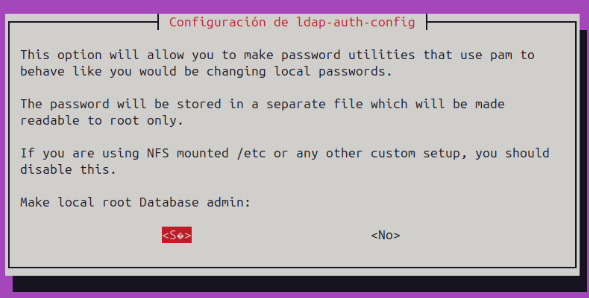 Configuración de ldap-auth-config
This option will allow you to make password utilities that use pam to
behave like you would be changing local passwords.
The password will be stored in a separate file which will be made
readable to root only.
If you are using NFS mounted /etc or any other custom setup, you should
disable this.
Make local root Database admin:
<S�> <No>